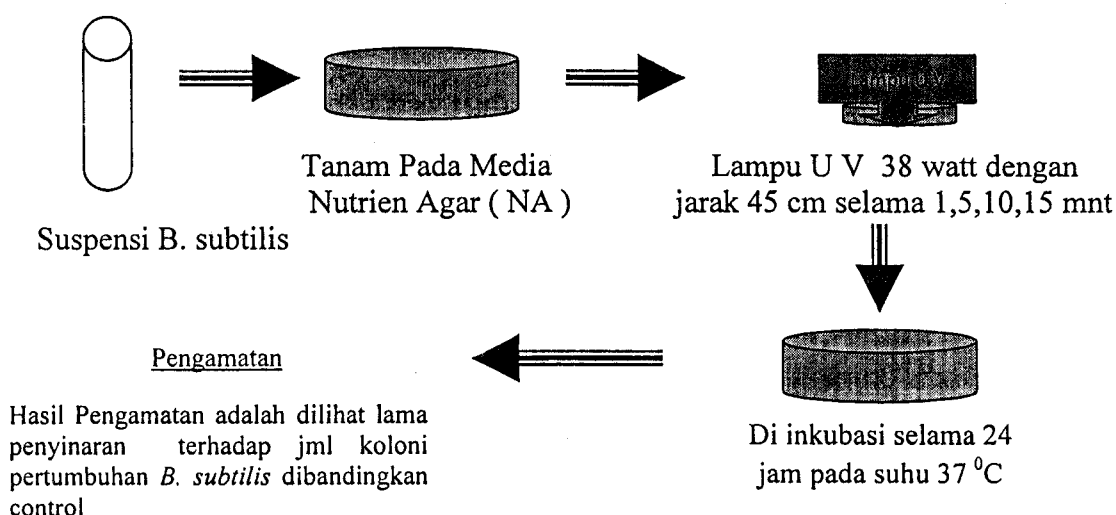 Suspensi B. subtilis
Tanam Pada Media
Nutrien Agar ( NA )
Lampu U V
Lampu U V 38 watt dengan
jarak 45 cm selama 1,5,10,15 mnt
Di inkubasi selama 24
jam pada suhu 37 ⁰C
Pengamatan
Hasil Pengamatan adalah dilihat lama
penyinaran terhadap jml koloni
pertumbuhan B. subtilis dibandingkan
control